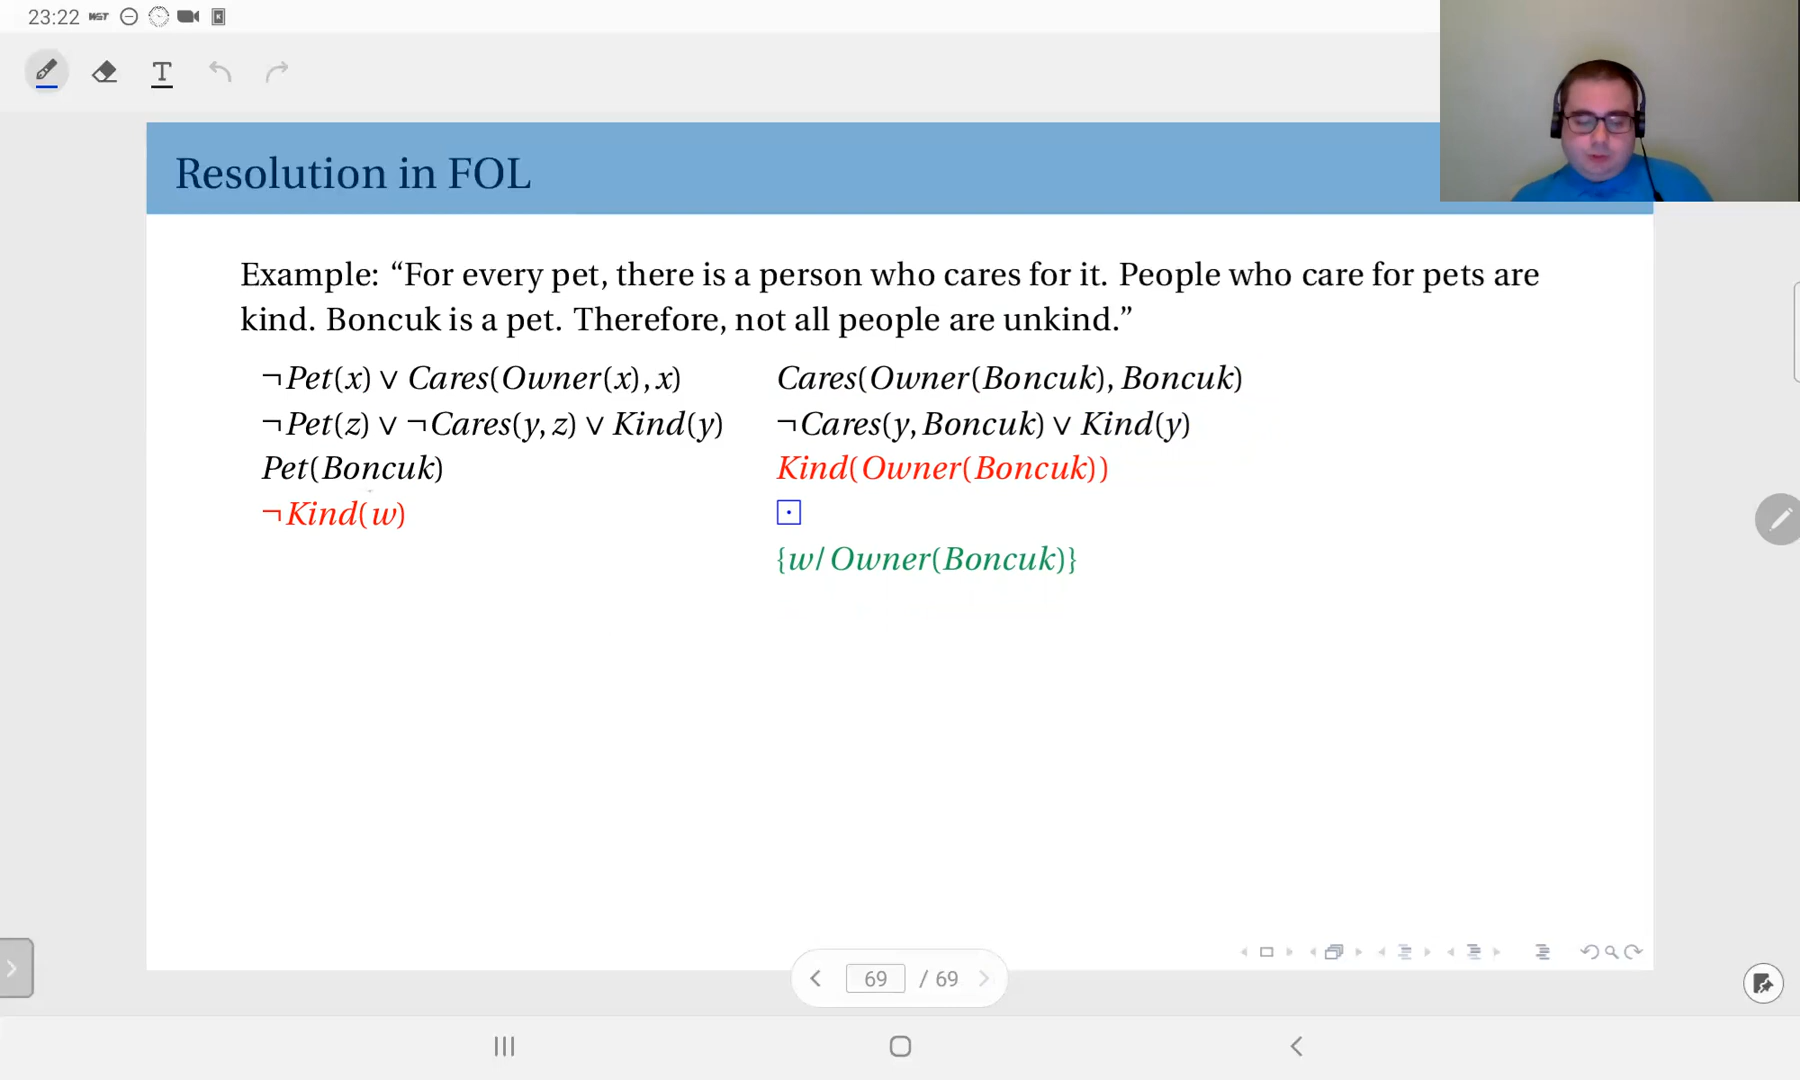 23:22 WST K
T
Resolution in FOL
Example: “For every pet, there is a person who cares for it. People who care for pets are
kind. Boncuk is a pet. Therefore, not all people are unkind.”
¬Pet(x) ∨ Cares(Owner(x), x)
¬Pet(z) ∨ ¬Cares(y, z) ∨ Kind(y)
Pet(Boncuk)
¬Kind(w)
Cares(Owner(Boncuk), Boncuk)
¬Cares(y, Boncuk) ∨ Kind(y)
Kind(Owner(Boncuk))
⊡
{w/Owner(Boncuk)}
69 / 69